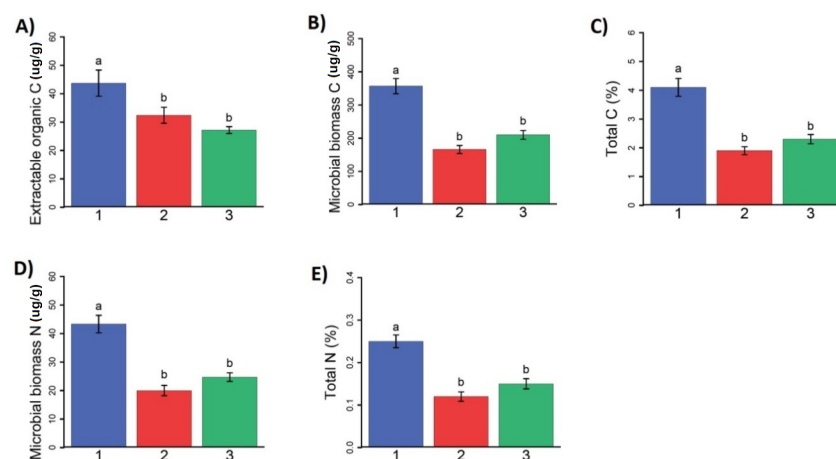 A)
Extractable organic C (ug/g)
0 10 20 30 40 50 60
a
b
b
1 2 3
B)
Microbial biomass C (ug/g)
0 100 200 300 400 500
a
b
b
1 2 3
C)
Total C (%)
0 1 2 3 4 5 6
a
b
b
1 2 3
D)
Microbial biomass N (ug/g)
0 10 20 30 40 50 60
a
b
b
1 2 3
E)
Total N (%)
0.0 0.1 0.2 0.3 0.4
a
b
b
1 2 3